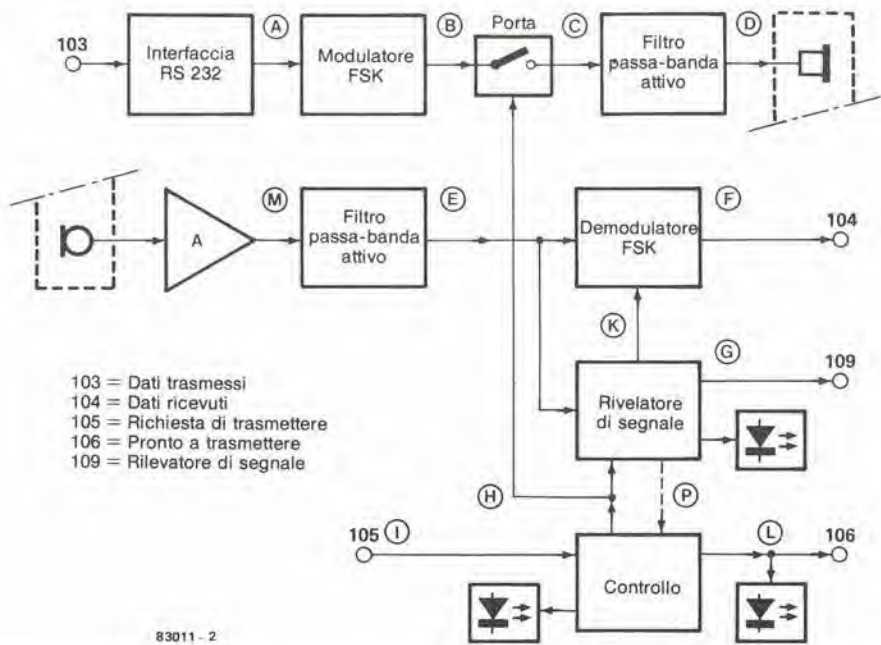 103
Interfaccia
RS 232
A
Modulatore
FSK
B
Porta
C
Filtro
passa-banda
attivo
D
A
M
Filtro
passa-banda
attivo
E
Demodulatore
FSK
F
104
K
G
109
Rivelatore
di segnale
103 = Dati trasmessi
104 = Dati ricevuti
105 = Richiesta di trasmettere
106 = Pronto a trasmettere
109 = Rilevatore di segnale
H
P
105
I
Controllo
L
106
83011 - 2